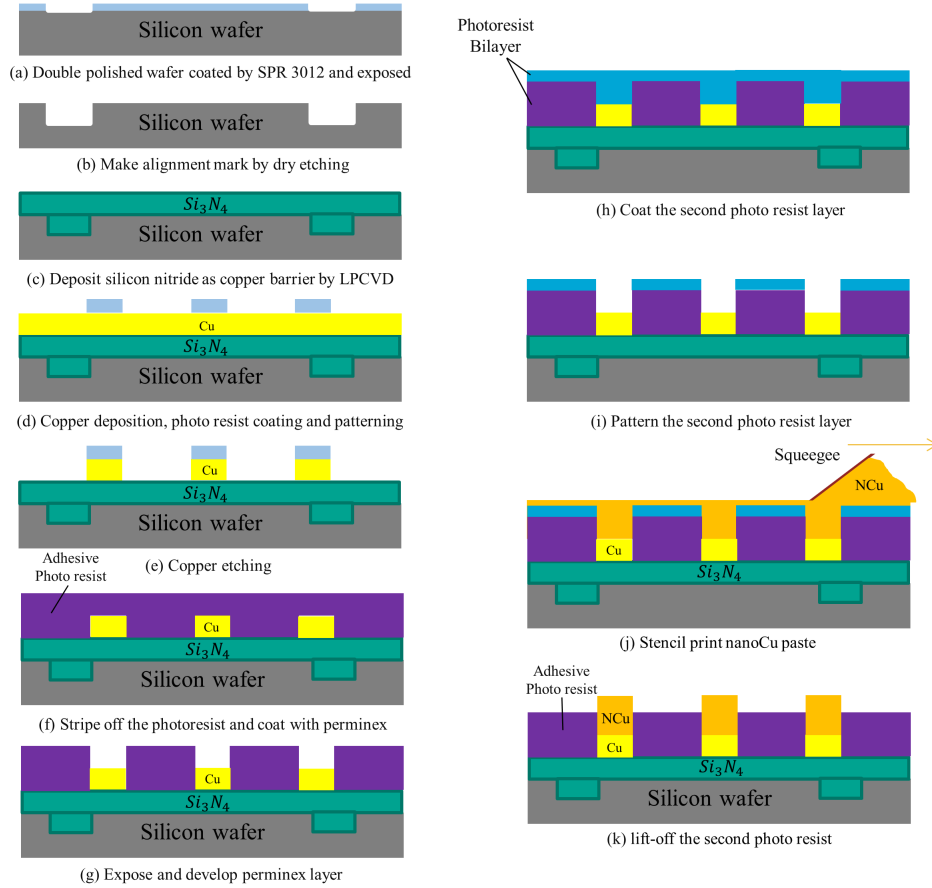 Silicon wafer
(a) Double polished wafer coated by SPR 3012 and exposed
Silicon wafer
(b) Make alignment mark by dry etching
Si₃N₄
Silicon wafer
(c) Deposit silicon nitride as copper barrier by LPCVD
Cu
Si₃N₄
Silicon wafer
(d) Copper deposition, photo resist coating and patterning
Cu
Si₃N₄
Silicon wafer
(e) Copper etching
Adhesive
Photo resist
Cu
Si₃N₄
Silicon wafer
(f) Stripe off the photoresist and coat with perminex
Cu
Si₃N₄
Silicon wafer
(g) Expose and develop perminex layer
Photoresist
Bilayer
(h) Coat the second photo resist layer
(i) Pattern the second photo resist layer
Squeegee
NCu
Cu
Si₃N₄
(j) Stencil print nanoCu paste
Adhesive
Photo resist
NCu
Cu
Si₃N₄
Silicon wafer
(k) lift-off the second photo resist